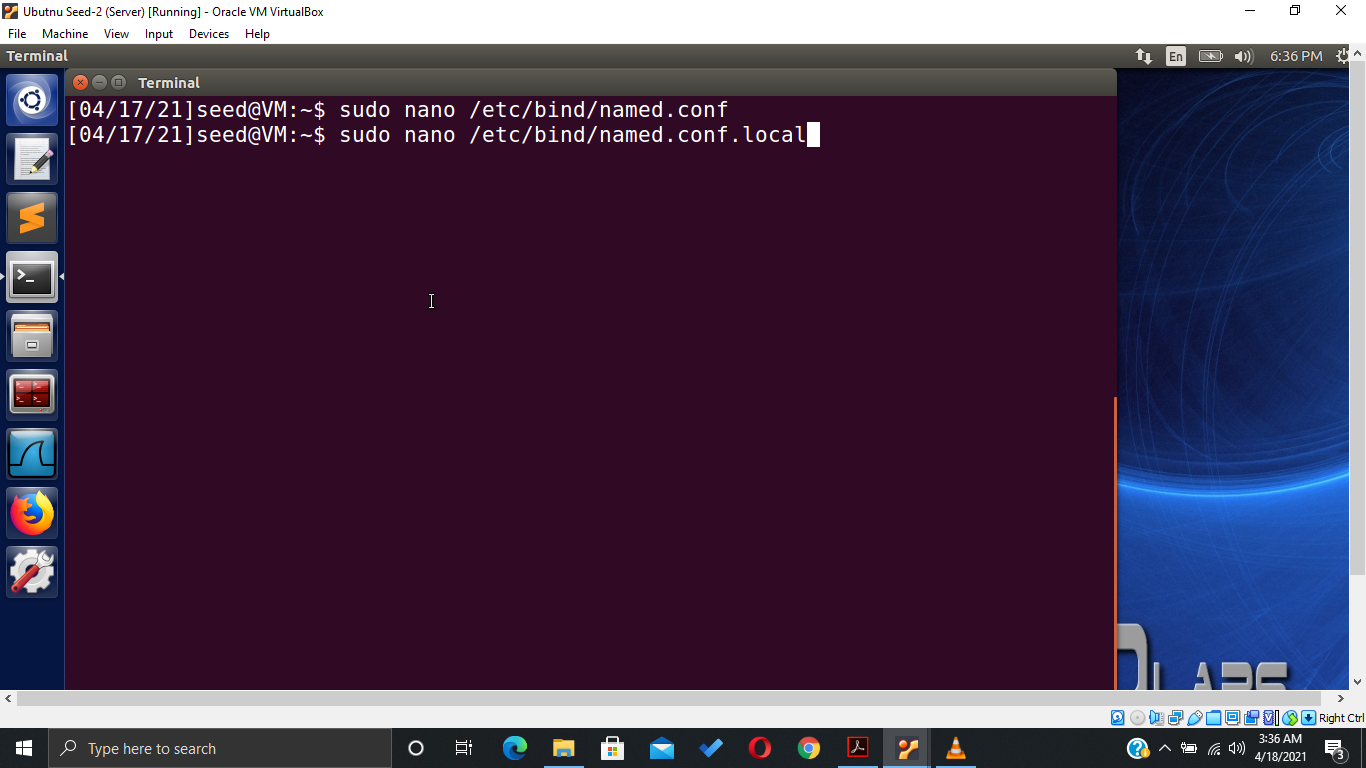 Ubutnu Seed-2 (Server) [Running] - Oracle VM VirtualBox
File Machine View Input Devices Help
Terminal En 6:36 PM
Terminal
[04/17/21]seed@VM:~$ sudo nano /etc/bind/named.conf
[04/17/21]seed@VM:~$ sudo nano /etc/bind/named.conf.local
Right Ctrl
Type here to search
3:36 AM
4/18/2021
3